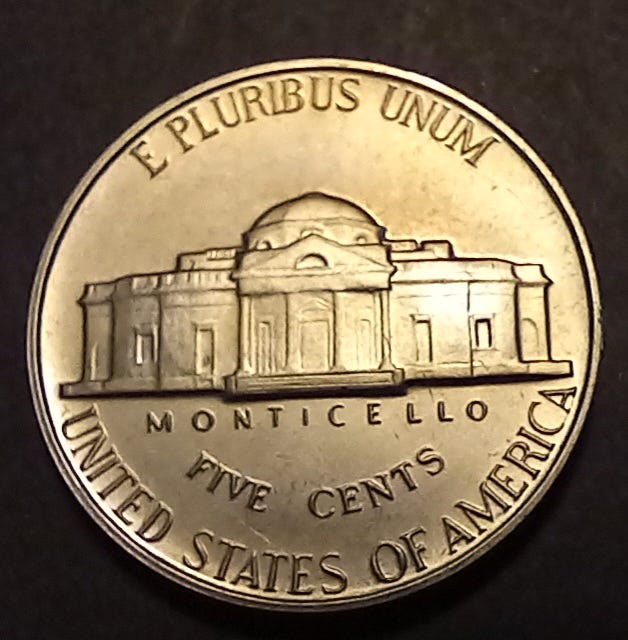 E PLURIBUS UNUM
MONTICELLO
FIVE CENTS
UNITED STATES OF AMERICA